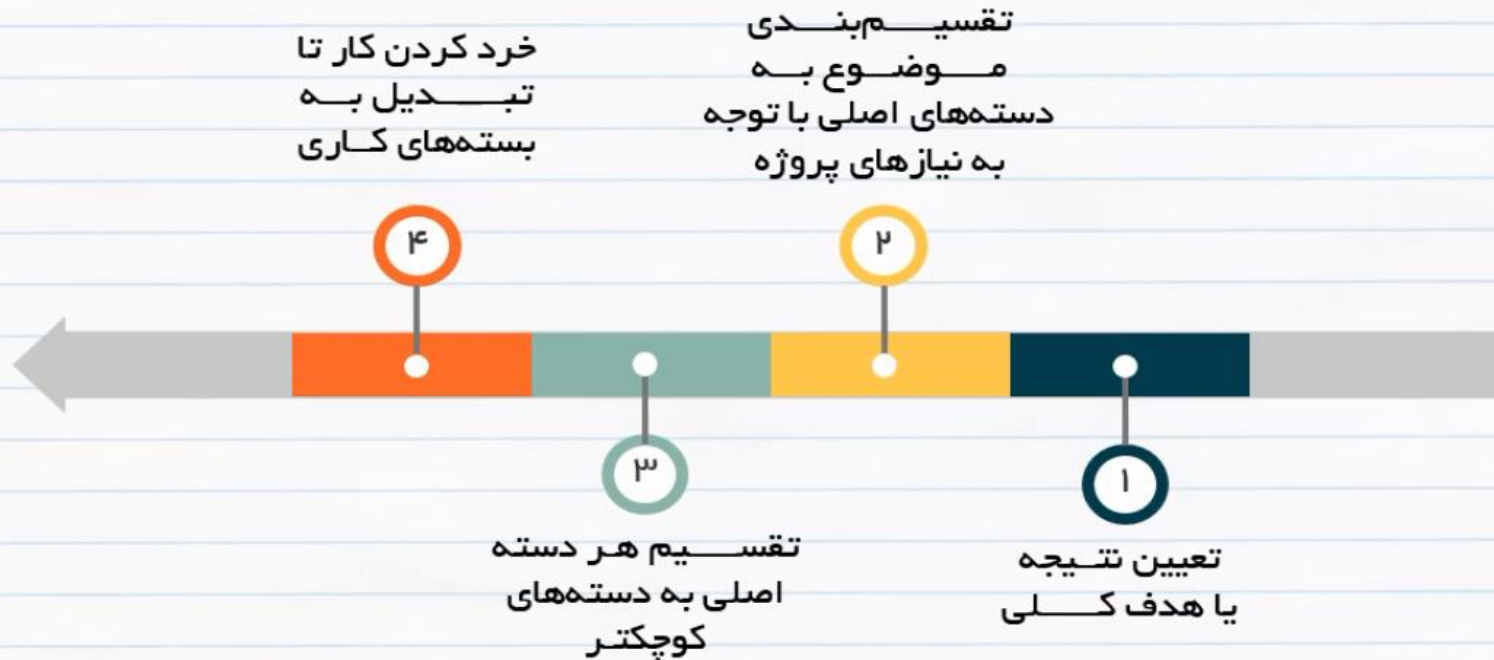 ۱
تعیین نتیجه
یا هدف کلی
۲
تقسیم‌بندی
موضوع به
دسته‌های اصلی با توجه
به نیازهای پروژه
۳
تقسیم هر دسته
اصلی به دسته‌های
کوچکتر
۴
خرد کردن کار تا
تبدیل به
بسته‌های کاری